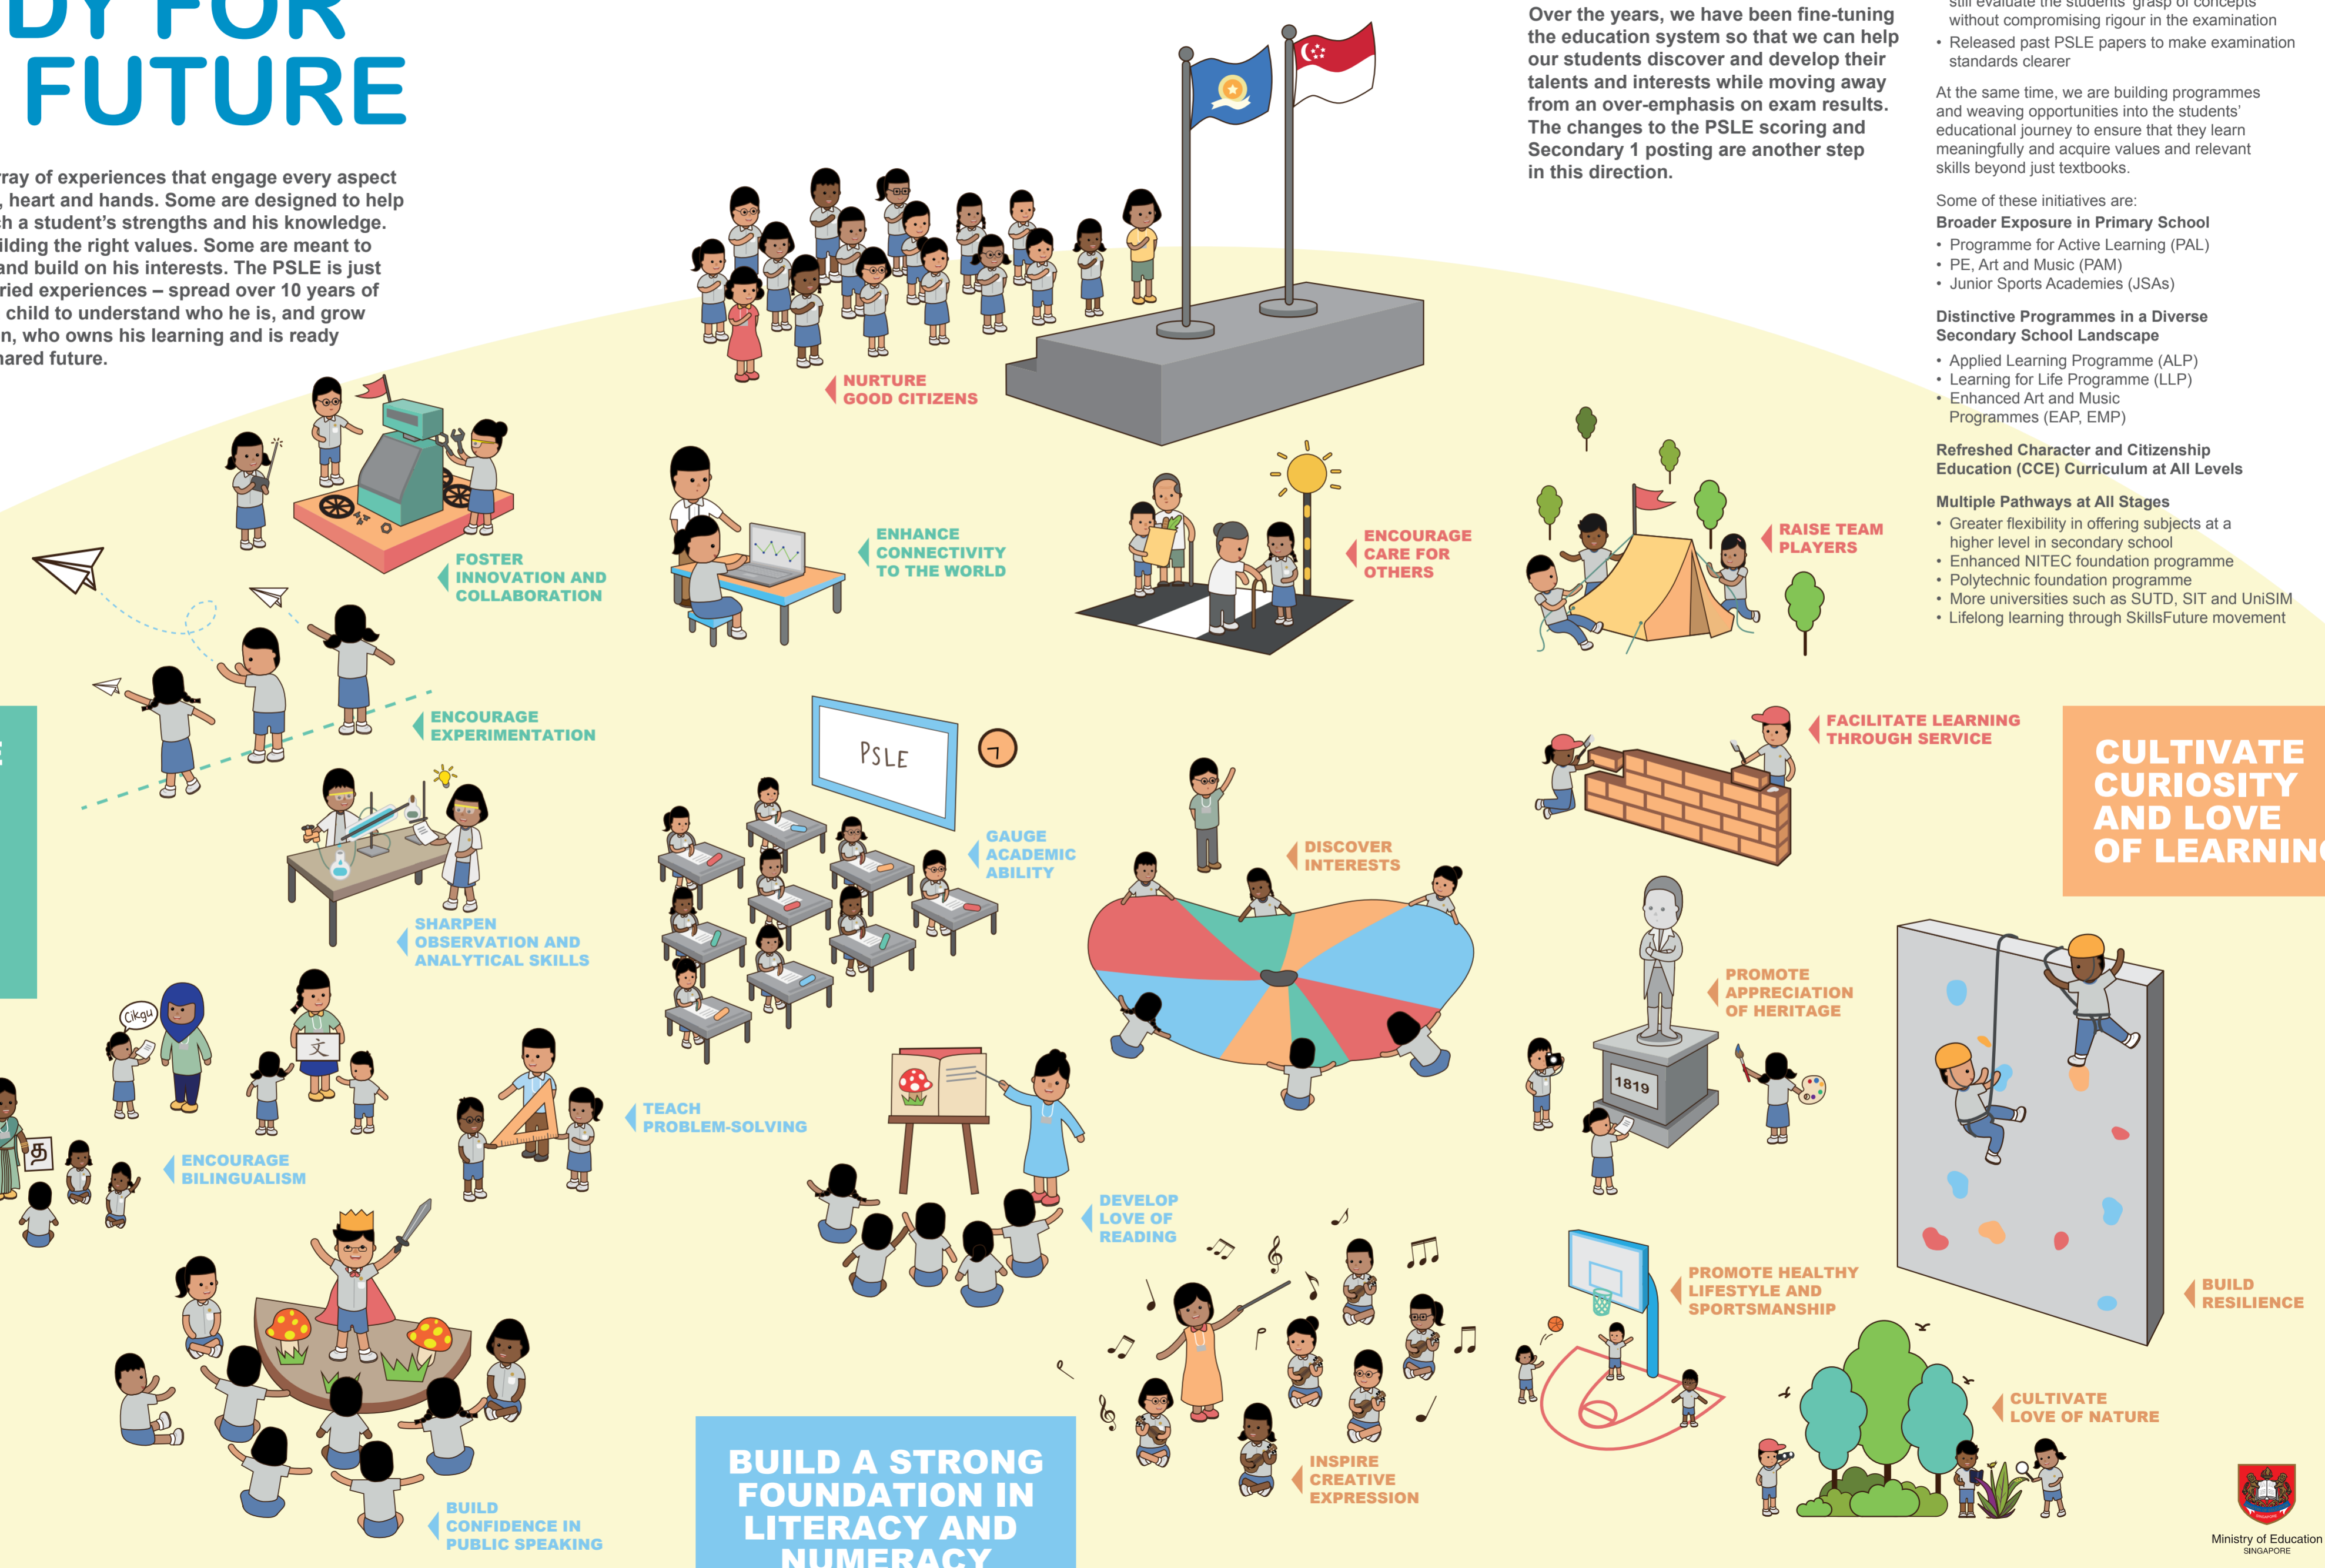 DY FOR
FUTURE
rray of experiences that engage every aspect
, heart and hands. Some are designed to help
ch a student's strengths and his knowledge.
ilding the right values. Some are meant to
and build on his interests. The PSLE is just
ried experiences – spread over 10 years of
child to understand who he is, and grow
n, who owns his learning and is ready
hared future.
Over the years, we have been fine-tuning
the education system so that we can help
our students discover and develop their
talents and interests while moving away
from an over-emphasis on exam results.
The changes to the PSLE scoring and
Secondary 1 posting are another step
in this direction.
still evaluate the students' grasp of concepts
without compromising rigour in the examination
• Released past PSLE papers to make examination
standards clearer
At the same time, we are building programmes
and weaving opportunities into the students'
educational journey to ensure that they learn
meaningfully and acquire values and relevant
skills beyond just textbooks.
Some of these initiatives are:
Broader Exposure in Primary School
• Programme for Active Learning (PAL)
• PE, Art and Music (PAM)
• Junior Sports Academies (JSAs)
Distinctive Programmes in a Diverse
Secondary School Landscape
• Applied Learning Programme (ALP)
• Learning for Life Programme (LLP)
• Enhanced Art and Music
Programmes (EAP, EMP)
Refreshed Character and Citizenship
Education (CCE) Curriculum at All Levels
Multiple Pathways at All Stages
• Greater flexibility in offering subjects at a
higher level in secondary school
• Enhanced NITEC foundation programme
• Polytechnic foundation programme
• More universities such as SUTD, SIT and UniSIM
• Lifelong learning through SkillsFuture movement
NURTURE
GOOD CITIZENS
FOSTER
INNOVATION AND
COLLABORATION
ENHANCE
CONNECTIVITY
TO THE WORLD
ENCOURAGE
CARE FOR
OTHERS
RAISE TEAM
PLAYERS
ENCOURAGE
EXPERIMENTATION
PSLE
GAUGE
ACADEMIC
ABILITY
DISCOVER
INTERESTS
FACILITATE LEARNING
THROUGH SERVICE
E
CULTIVATE
CURIOSITY
AND LOVE
OF LEARNING
SHARPEN
OBSERVATION AND
ANALYTICAL SKILLS
PROMOTE
APPRECIATION
OF HERITAGE
1819
Cikgu
文
த
ENCOURAGE
BILINGUALISM
TEACH
PROBLEM-SOLVING
DEVELOP
LOVE OF
READING
PROMOTE HEALTHY
LIFESTYLE AND
SPORTSMANSHIP
BUILD
RESILIENCE
CULTIVATE
LOVE OF NATURE
INSPIRE
CREATIVE
EXPRESSION
BUILD
CONFIDENCE IN
PUBLIC SPEAKING
BUILD A STRONG
FOUNDATION IN
LITERACY AND
NUMERACY
Ministry of Education
SINGAPORE